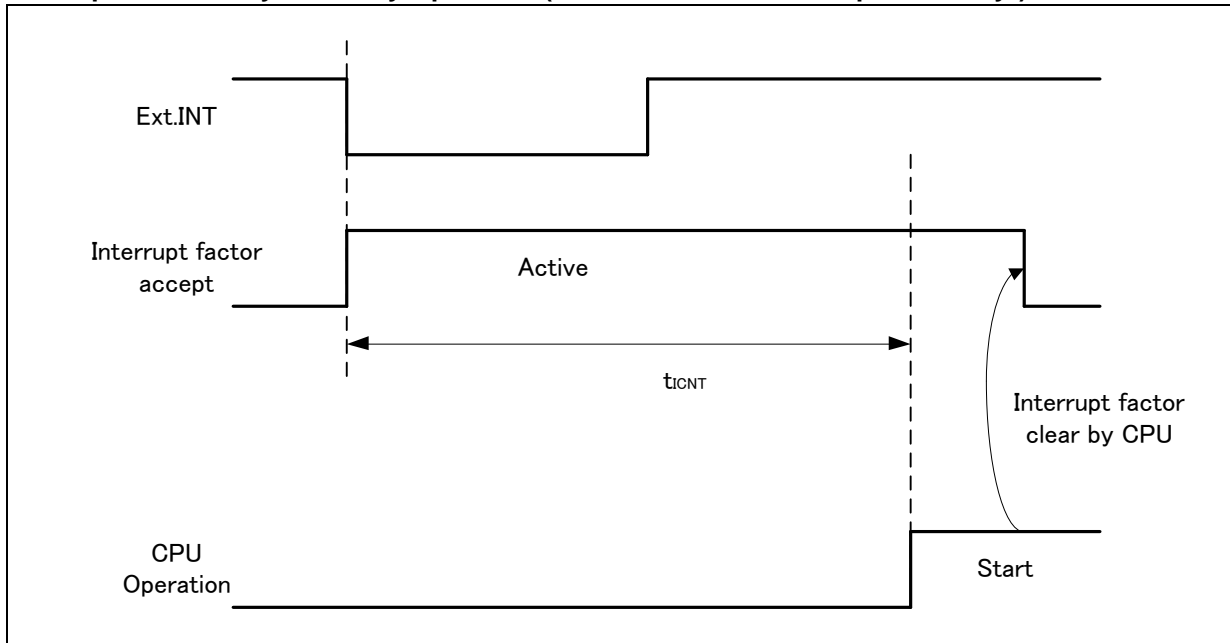 Ext.INT
Interrupt factor
accept
Active
tICNT
Interrupt factor
clear by CPU
CPU
Operation
Start